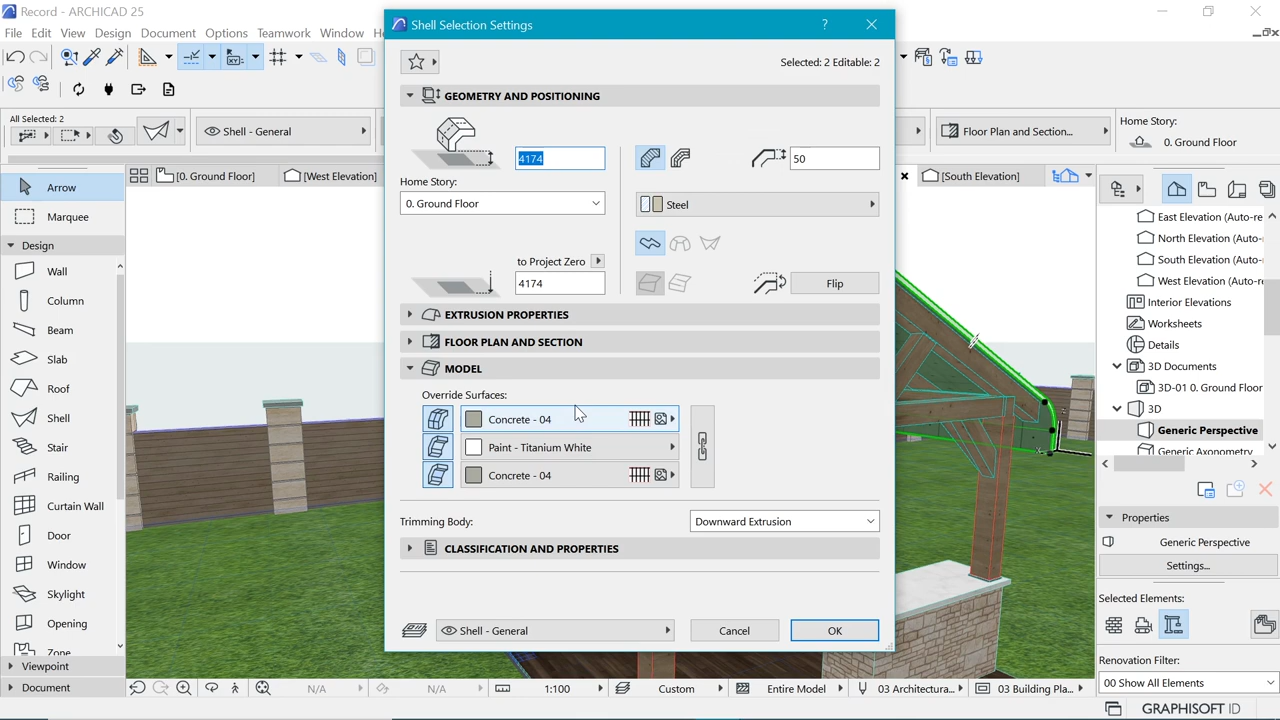 Record - ARCHICAD 25
Shell Selection Settings
?
File Edit View Design Document Options Teamwork Window
Selected: 2 Editable: 2
GEOMETRY AND POSITIONING
All Selected: 2
Shell - General
Floor Plan and Section...
Home Story:
0. Ground Floor
4174
50
Arrow
[0. Ground Floor]
[West Elevation]
[South Elevation]
Home Story:
0. Ground Floor
Steel
Marquee
East Elevation (Auto-re
North Elevation (Auto-
South Elevation (Auto-
West Elevation (Auto-r
Design
to Project Zero
4174
Flip
Wall
Column
Beam
Slab
Roof
Shell
Stair
Railing
Curtain Wall
Door
Window
Skylight
Opening
Zone
Viewpoint
Document
EXTRUSION PROPERTIES
FLOOR PLAN AND SECTION
MODEL
Override Surfaces:
Concrete - 04
Paint - Titanium White
Concrete - 04
Trimming Body:
Downward Extrusion
CLASSIFICATION AND PROPERTIES
Shell - General
Cancel
OK
Interior Elevations
Worksheets
Details
3D Documents
3D-01 0. Ground Floor
3D
Generic Perspective
Generic Axonometry
Properties
Generic Perspective
Settings...
Selected Elements:
Renovation Filter:
00 Show All Elements
N/A
N/A
1:100
Custom
Entire Model
03 Architectura...
03 Building Pla...
GRAPHISOFT ID